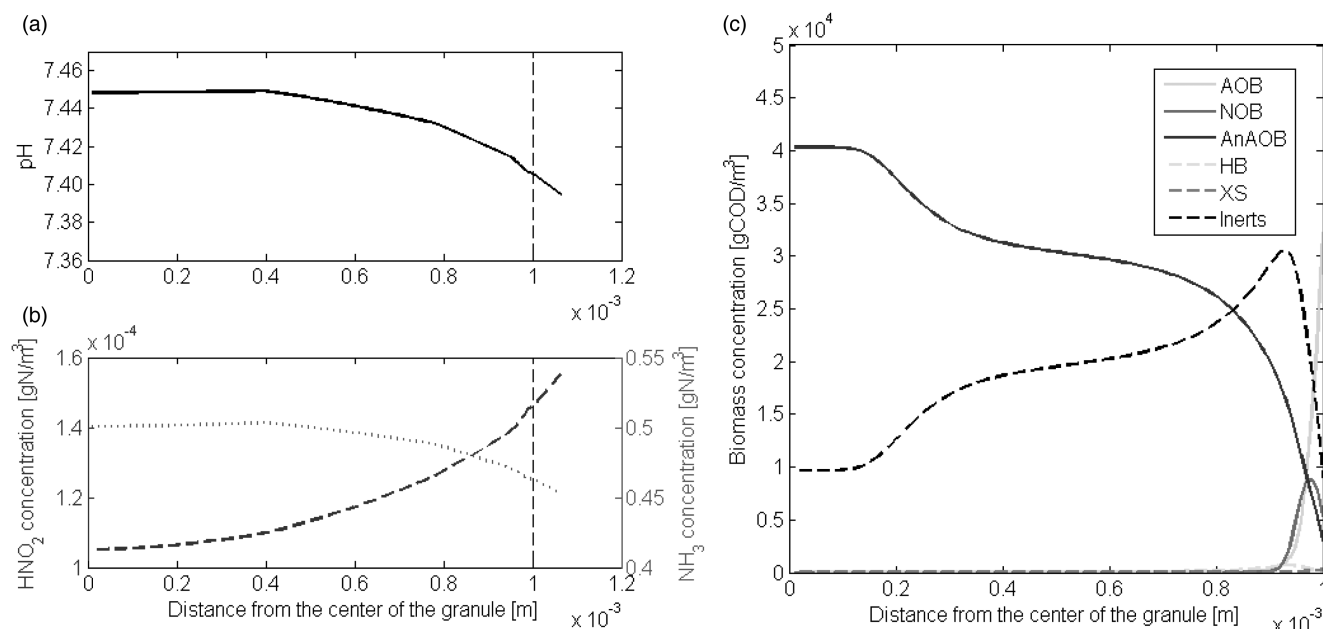 (a)
7.46
7.44
7.42
7.40
7.38
7.36
pH
0
0.2
0.4
0.6
0.8
1
1.2
x 10⁻³
(b)
x 10⁻⁴
1.6
1.4
1.2
1
HNO₂ concentration [gN/m³]
0.55
0.5
0.45
0.4
NH₃ concentration [gN/m³]
0
0.2
0.4
0.6
0.8
1
1.2
Distance from the center of the granule [m]
x 10⁻³
(c)
x 10⁴
5
4.5
4
3.5
3
2.5
2
1.5
1
0.5
0
Biomass concentration [gCOD/m³]
AOB
NOB
AnAOB
HB
XS
Inerts
0
0.2
0.4
0.6
0.8
1
Distance from the center of the granule [m]
x 10⁻³